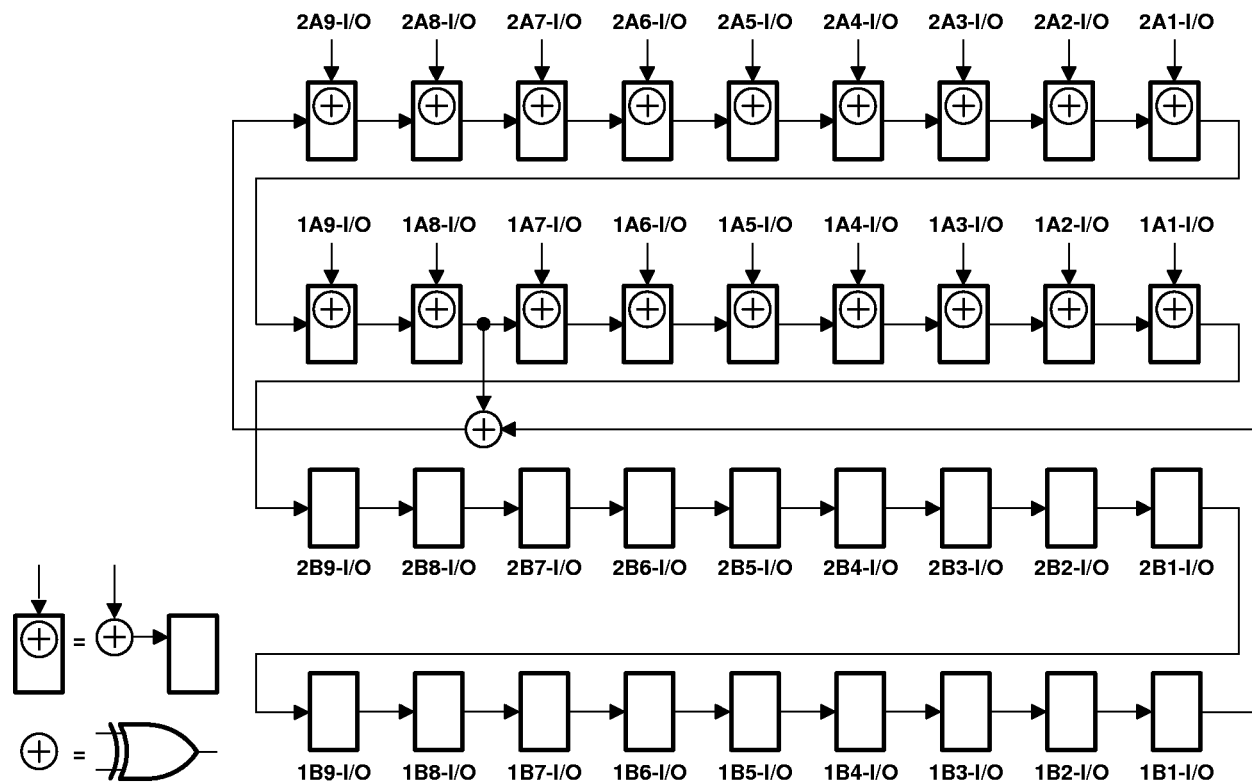 2A9-I/O 2A8-I/O 2A7-I/O 2A6-I/O 2A5-I/O 2A4-I/O 2A3-I/O 2A2-I/O 2A1-I/O
1A9-I/O 1A8-I/O 1A7-I/O 1A6-I/O 1A5-I/O 1A4-I/O 1A3-I/O 1A2-I/O 1A1-I/O
2B9-I/O 2B8-I/O 2B7-I/O 2B6-I/O 2B5-I/O 2B4-I/O 2B3-I/O 2B2-I/O 2B1-I/O
=
=
1B9-I/O 1B8-I/O 1B7-I/O 1B6-I/O 1B5-I/O 1B4-I/O 1B3-I/O 1B2-I/O 1B1-I/O